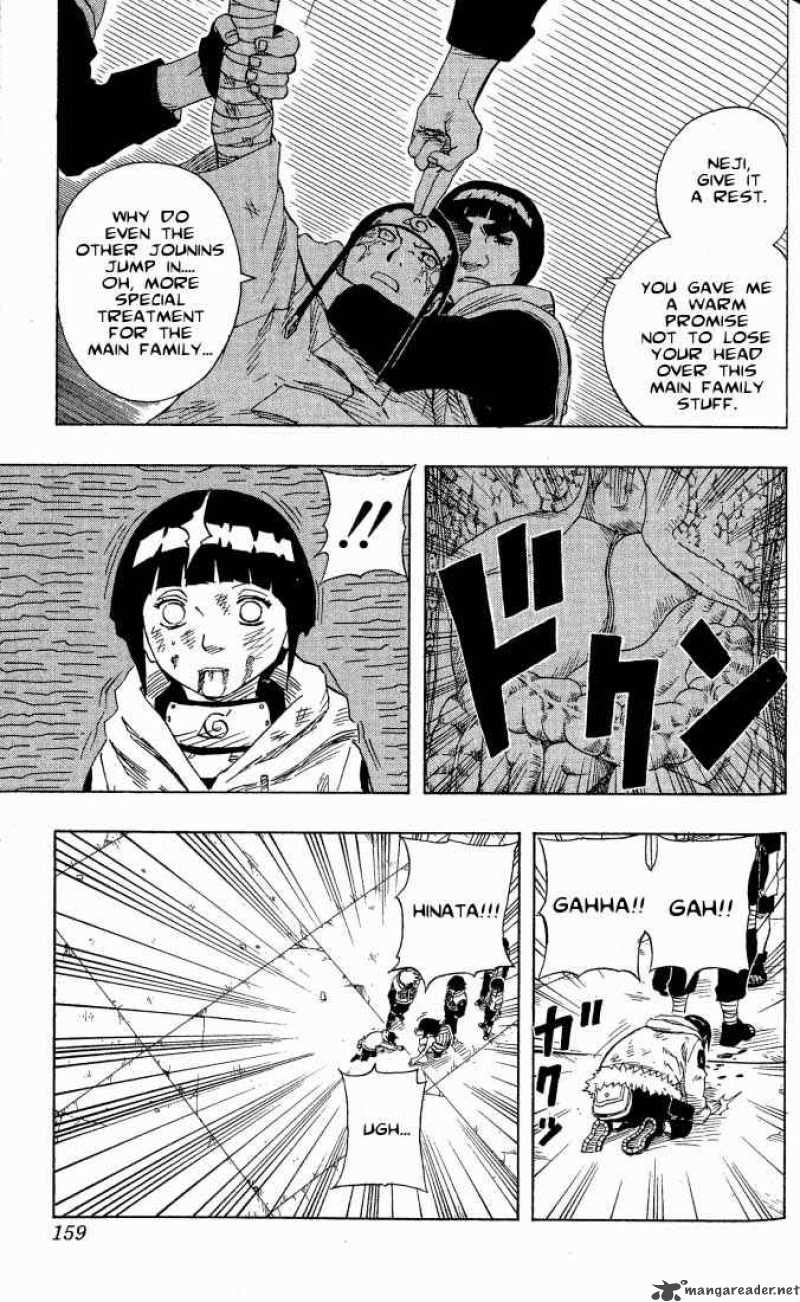 NEJI,
GIVE IT
A REST.
YOU GAVE ME
A WARM
PROMISE
NOT TO LOSE
YOUR HEAD
OVER THIS
MAIN FAMILY
STUFF.
WHY DO
EVEN THE
OTHER JOUNINS
JUMP IN....
OH, MORE
SPECIAL
TREATMENT
FOR THE
MAIN FAMILY...
ドクン
!!
GAH!!
GAHHA!!
ガハッ
HINATA!!!
UGH...
159
mangareader.net